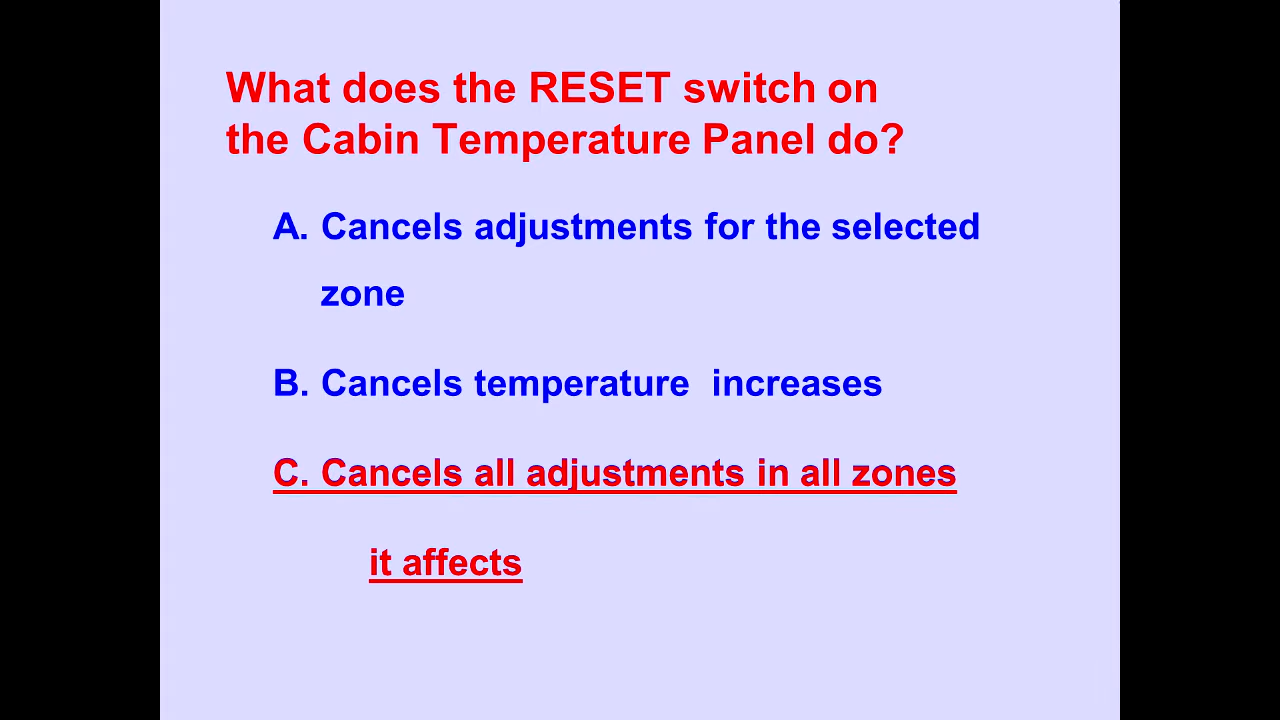 What does the RESET switch on
the Cabin Temperature Panel do?
A. Cancels adjustments for the selected
zone
B. Cancels temperature  increases
C. Cancels all adjustments in all zones
it affects